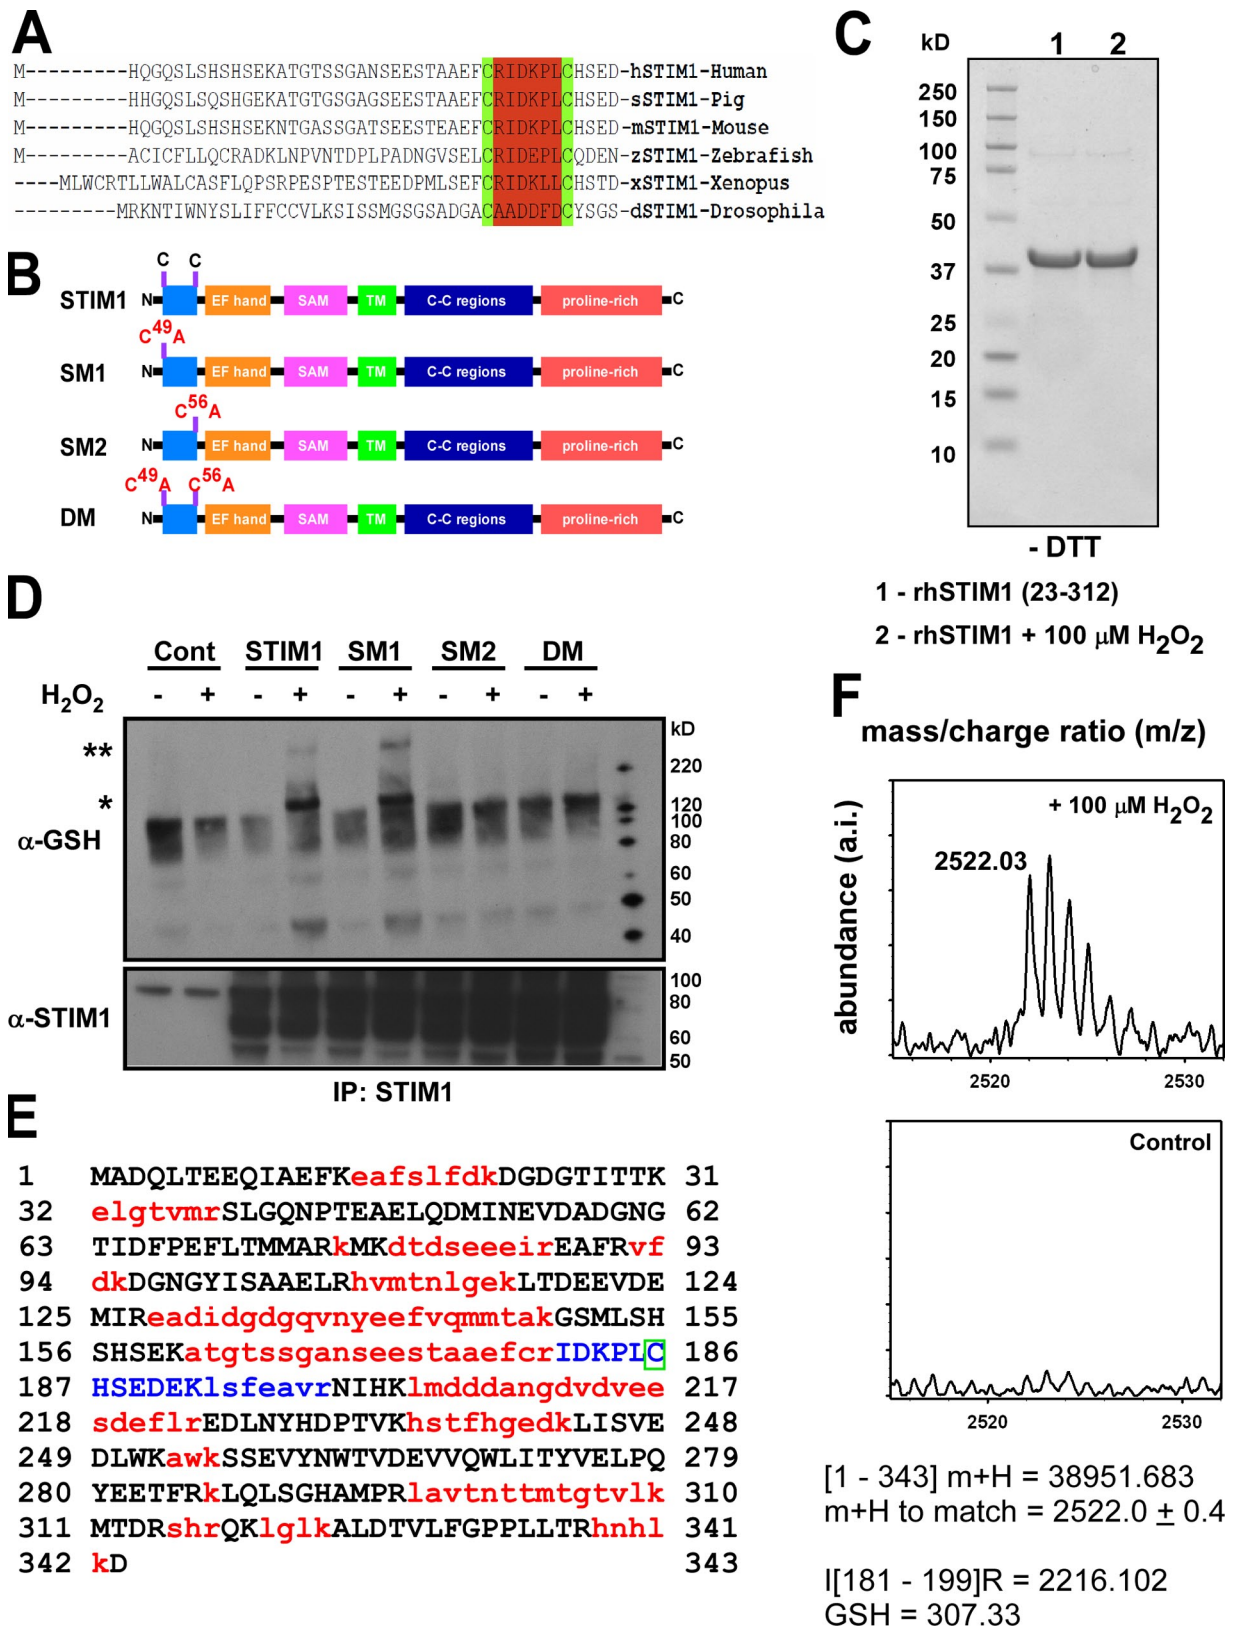 A
M---------HQGQSLSHSHSEKATGTSSGANSEESTAAEFCRIDKPLCHSED-hSTIM1-Human
M---------HHGQSLSQSHGEKATGTGSGAGSEESTAAEFCRIDKPLCHSED-sSTIM1-Pig
M---------HQGQSLSHSHSEKNTGASSGATSEESTEAEFCRIDKPLCHSED-mSTIM1-Mouse
M---------ACICFLLQCRADKLNPVNTDPLPADNGVSELCRIDEPLCQDEN-zSTIM1-Zebrafish
----MLWCRTLLWALCASFLQPSRPESPTESTEEDPMLSEFCRIDKLLCHSTD-xSTIM1-Xenopus
---------MRKNTIWNYSLIFFCCVLKSISSMGSGSADGACAADDFDCYSGS-dSTIM1-Drosophila
B
C C
STIM1 N EF hand SAM TM C-C regions proline-rich C
C49A
SM1 N EF hand SAM TM C-C regions proline-rich C
C56A
SM2 N EF hand SAM TM C-C regions proline-rich C
C49A C56A
DM N EF hand SAM TM C-C regions proline-rich C
C
kD 1 2
250
150
100
75
50
37
25
20
15
10
- DTT
1 - rhSTIM1 (23-312)
2 - rhSTIM1 + 100 μM H2O2
D
Cont STIM1 SM1 SM2 DM
H2O2 - + - + - + - + - +
kD
**
220
*
120
100
α-GSH
80
60
50
40
α-STIM1
100
80
60
50
IP: STIM1
E
1 MADQLTEEQIAEFKeafslfdkDGDGTITTK 31
32 elgtvmrSLGQNPTEAELQDMINEVDADGNG 62
63 TIDFPEFLTMMARkMKdtdseeeirEAFRvf 93
94 dkDGNGYISAAELRhvmtnlgekLTDEEVDE 124
125 MIReadidgdgqvnyeefvqmmtakGSMLSH 155
156 SHSEKatgtssganseestaaefcrIDKPLC 186
187 HSEDEKlsfeavrNIHKlmdddangdvdvee 217
218 sdeflrEDLNYHDPTVKhstfhgedkLISVE 248
249 DLWKawkSSEVYNWTVDEVVQWLITYVELPQ 279
280 YEETFRkLQLSGHAMPRlavtnttmtgtvlk 310
311 MTDRshrQKlglkALDTVLFGPPLLTRhnhl 341
342 kD 343
F
mass/charge ratio (m/z)
+ 100 μM H2O2
2522.03
abundance (a.i.)
2520 2530
Control
2520 2530
[1 - 343] m+H = 38951.683
m+H to match = 2522.0 ± 0.4
I[181 - 199]R = 2216.102
GSH = 307.33